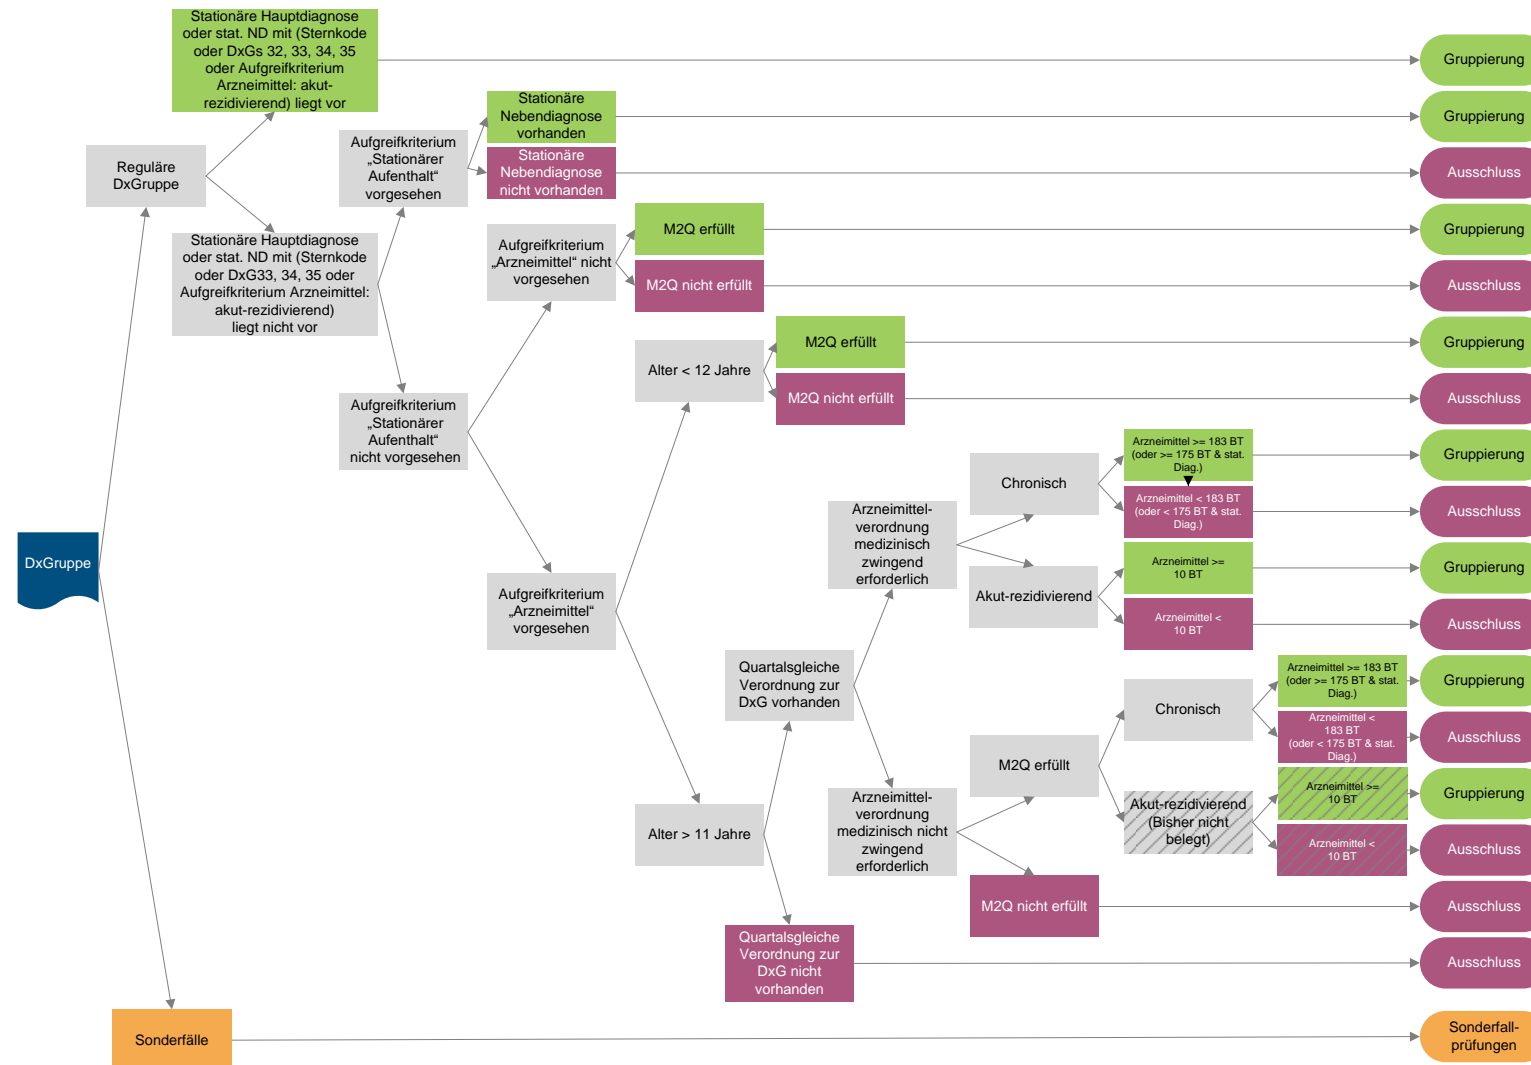 Stationäre Hauptdiagnose
oder stat. ND mit (Sternkode
oder DxGs 32, 33, 34, 35
oder Aufgreifkriterium
Arzneimittel: akut-
rezidivierend) liegt vor
Gruppierung
Stationäre
Nebendiagnose
vorhanden
Gruppierung
Aufgreifkriterium
„Stationärer
Aufenthalt“
vorgesehen
Stationäre
Nebendiagnose
nicht vorhanden
Ausschluss
Reguläre
DxGruppe
Stationäre Hauptdiagnose
oder stat. ND mit (Sternkode
oder DxG33, 34, 35 oder
Aufgreifkriterium Arzneimittel:
akut-rezidivierend)
liegt nicht vor
Aufgreifkriterium
„Arzneimittel“ nicht
vorgesehen
M2Q erfüllt
Gruppierung
M2Q nicht erfüllt
Ausschluss
Alter < 12 Jahre
M2Q erfüllt
Gruppierung
M2Q nicht erfüllt
Ausschluss
Aufgreifkriterium
„Stationärer
Aufenthalt“
nicht vorgesehen
Chronisch
Arzneimittel >= 183 BT
(oder >= 175 BT & stat.
Diag.)
Gruppierung
Arzneimittel < 183 BT
(oder < 175 BT & stat.
Diag.)
Ausschluss
Arzneimittel-
verordnung
medizinisch
zwingend
erforderlich
DxGruppe
Akut-rezidivierend
Arzneimittel >=
10 BT
Gruppierung
Arzneimittel <
10 BT
Ausschluss
Aufgreifkriterium
„Arzneimittel“
vorgesehen
Quartalsgleiche
Verordnung zur
DxG vorhanden
Chronisch
Arzneimittel >= 183 BT
(oder >= 175 BT & stat.
Diag.)
Gruppierung
Arzneimittel <
183 BT
(oder < 175 BT & stat.
Diag.)
Ausschluss
M2Q erfüllt
Akut-rezidivierend
(Bisher nicht
belegt)
Arzneimittel >=
10 BT
Gruppierung
Arzneimittel <
10 BT
Ausschluss
Alter > 11 Jahre
Arzneimittel-
verordnung
medizinisch nicht
zwingend
erforderlich
M2Q nicht erfüllt
Ausschluss
Quartalsgleiche
Verordnung zur
DxG nicht
vorhanden
Ausschluss
Sonderfälle
Sonderfall-
prüfungen